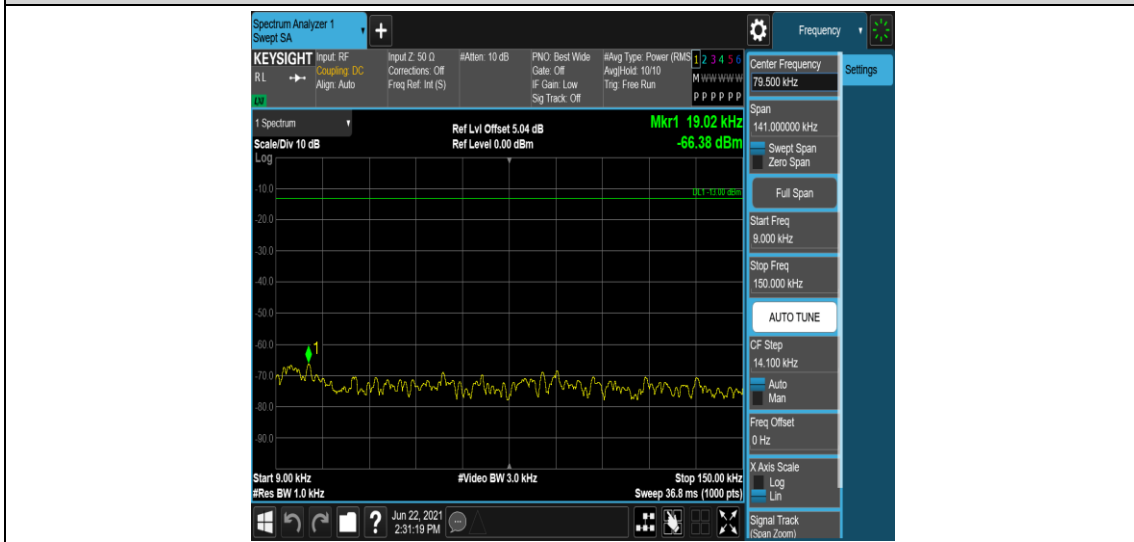 Spectrum Analyzer 1
Swept SA
+
Frequency
KEYSIGHT
RL
LXI
Input: RF
Coupling: DC
Align: Auto
Input Z: 50 Ω
Corrections: Off
Freq Ref: Int (S)
#Atten: 10 dB
PNO: Best Wide
Gate: Off
IF Gain: Low
Sig Track: Off
#Avg Type: Power (RMS
Avg|Hold: 10/10
Trig: Free Run
1 2 3 4 5 6
M W W W W W
P P P P P P
1 Spectrum
Scale/Div 10 dB
Ref Lvl Offset 5.04 dB
Ref Level 0.00 dBm
Mkr1 19.02 kHz
-66.38 dBm
Log
DL1 -13.00 dBm
-10.0
-20.0
-30.0
-40.0
-50.0
-60.0
-70.0
-80.0
-90.0
1
Start 9.00 kHz
#Res BW 1.0 kHz
#Video BW 3.0 kHz
Stop 150.00 kHz
Sweep 36.8 ms (1000 pts)
?
Jun 22, 2021
2:31:19 PM
Center Frequency
79.500 kHz
Settings
Span
141.000000 kHz
Swept Span
Zero Span
Full Span
Start Freq
9.000 kHz
Stop Freq
150.000 kHz
AUTO TUNE
CF Step
14.100 kHz
Auto
Man
Freq Offset
0 Hz
X Axis Scale
Log
Lin
Signal Track
(Span Zoom)